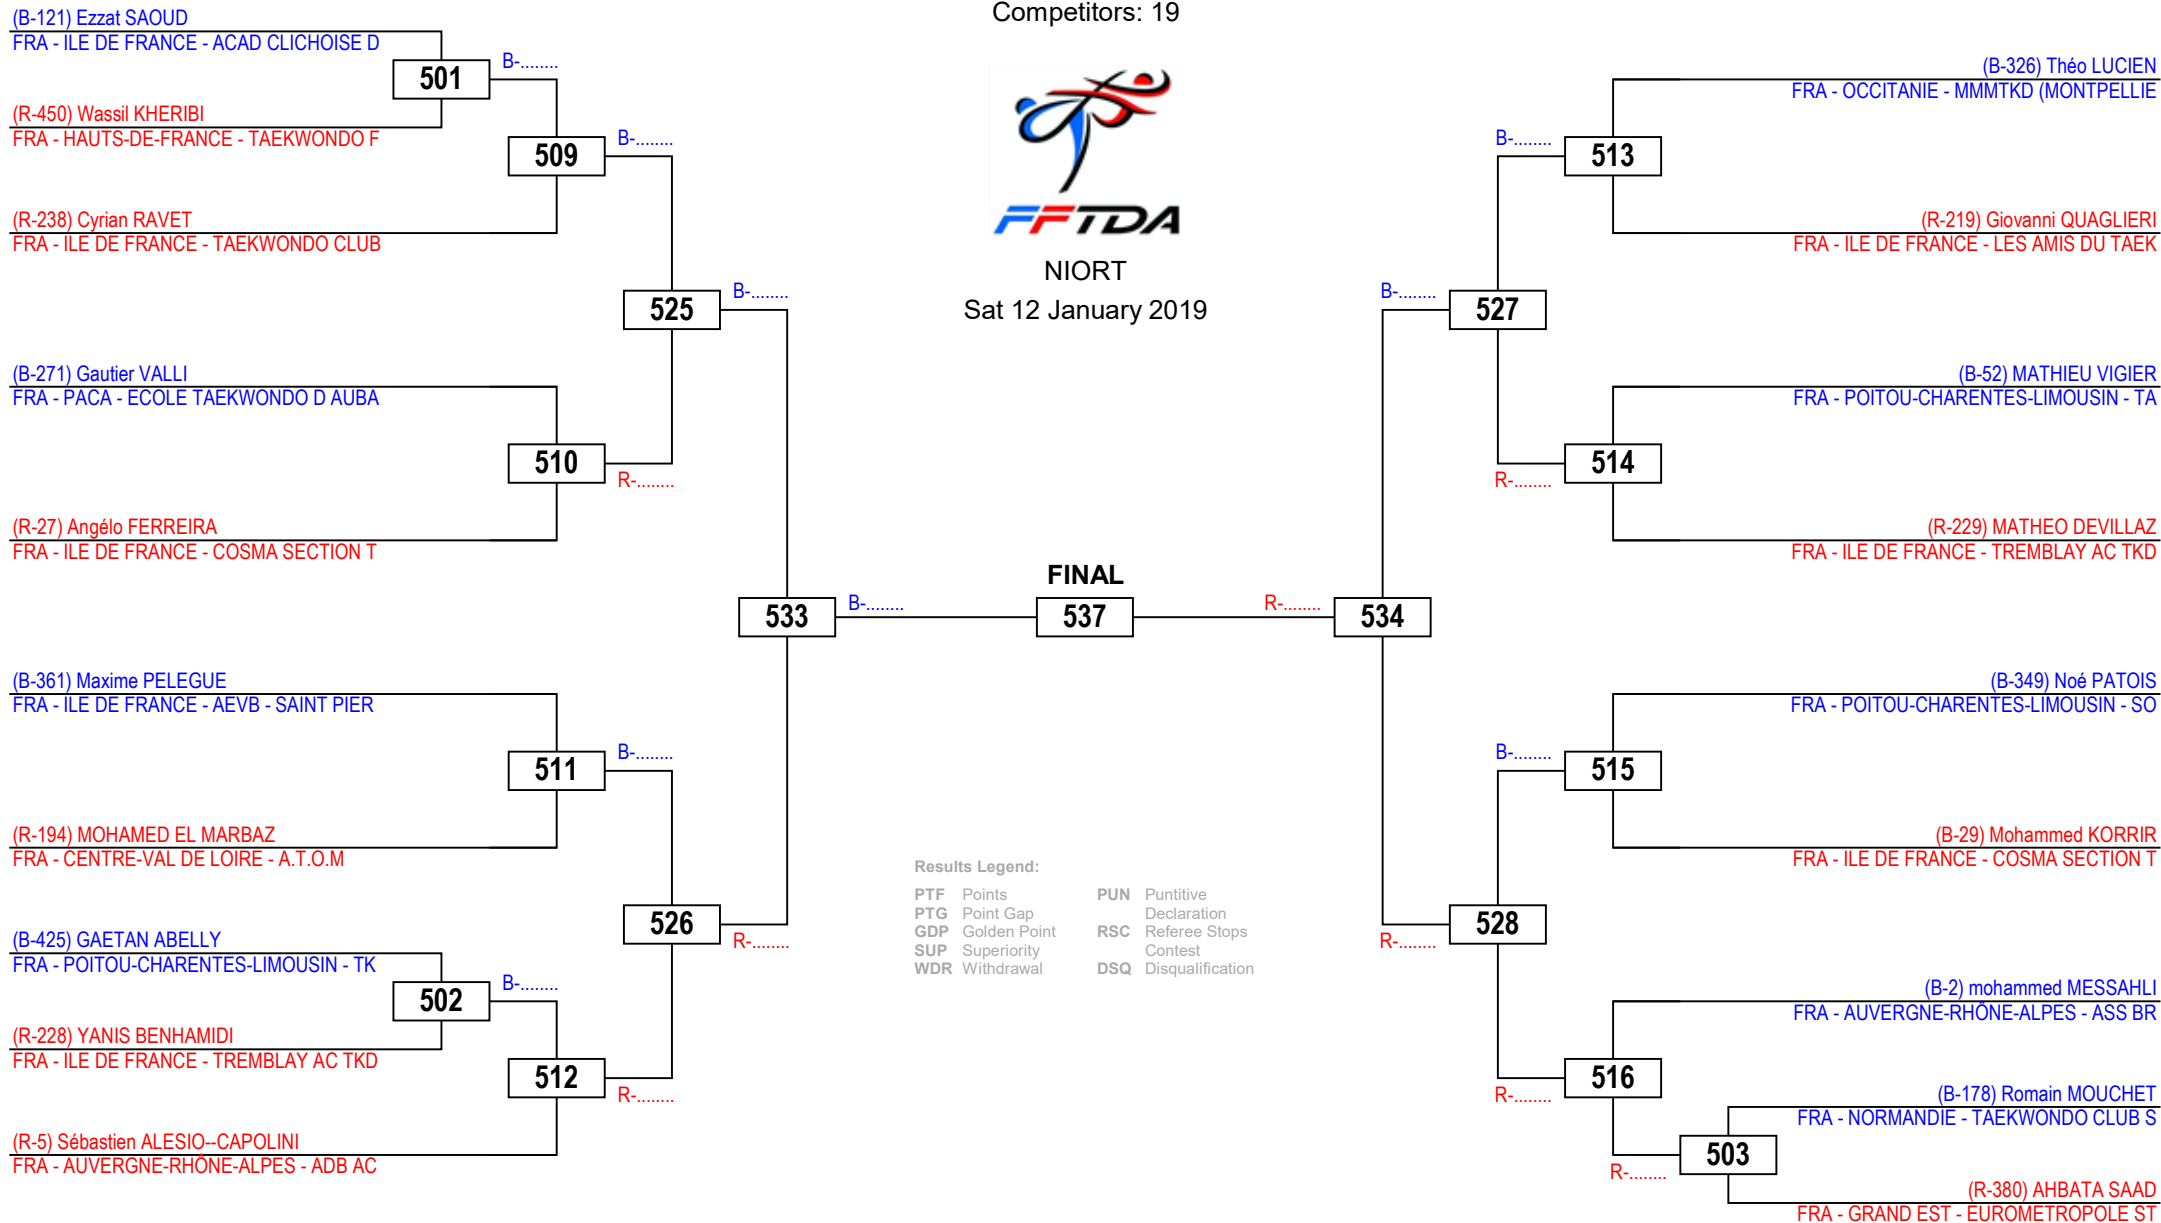 Competitors: 19
FFTDA
NIORT
Sat 12 January 2019
(B-121) Ezzat SAOUD
FRA - ILE DE FRANCE - ACAD CLICHOISE D
501
B-........
(R-450) Wassil KHERIBI
FRA - HAUTS-DE-FRANCE - TAEKWONDO F
509
B-........
(R-238) Cyrian RAVET
FRA - ILE DE FRANCE - TAEKWONDO CLUB
525
B-........
(B-271) Gautier VALLI
FRA - PACA - ECOLE TAEKWONDO D AUBA
510
R-........
(R-27) Angélo FERREIRA
FRA - ILE DE FRANCE - COSMA SECTION T
533
B-........
(B-361) Maxime PELEGUE
FRA - ILE DE FRANCE - AEVB - SAINT PIER
511
B-........
(R-194) MOHAMED EL MARBAZ
FRA - CENTRE-VAL DE LOIRE - A.T.O.M
526
R-........
(B-425) GAETAN ABELLY
FRA - POITOU-CHARENTES-LIMOUSIN - TK
502
B-........
(R-228) YANIS BENHAMIDI
FRA - ILE DE FRANCE - TREMBLAY AC TKD
512
R-........
(R-5) Sébastien ALESIO--CAPOLINI
FRA - AUVERGNE-RHÔNE-ALPES - ADB AC
FINAL
537
(B-326) Théo LUCIEN
FRA - OCCITANIE - MMMTKD (MONTPELLIE
B-........
513
(R-219) Giovanni QUAGLIERI
FRA - ILE DE FRANCE - LES AMIS DU TAEK
B-........
527
(B-52) MATHIEU VIGIER
FRA - POITOU-CHARENTES-LIMOUSIN - TA
R-........
514
(R-229) MATHEO DEVILLAZ
FRA - ILE DE FRANCE - TREMBLAY AC TKD
R-........
534
(B-349) Noé PATOIS
FRA - POITOU-CHARENTES-LIMOUSIN - SO
B-........
515
(B-29) Mohammed KORRIR
FRA - ILE DE FRANCE - COSMA SECTION T
R-........
528
(B-2) mohammed MESSAHLI
FRA - AUVERGNE-RHÔNE-ALPES - ASS BR
R-........
516
(B-178) Romain MOUCHET
FRA - NORMANDIE - TAEKWONDO CLUB S
R-........
503
(R-380) AHBATA SAAD
FRA - GRAND EST - EUROMETROPOLE ST
Results Legend:
PTF Points
PTG Point Gap
GDP Golden Point
SUP Superiority
WDR Withdrawal
PUN Puntitive
Declaration
RSC Referee Stops
Contest
DSQ Disqualification